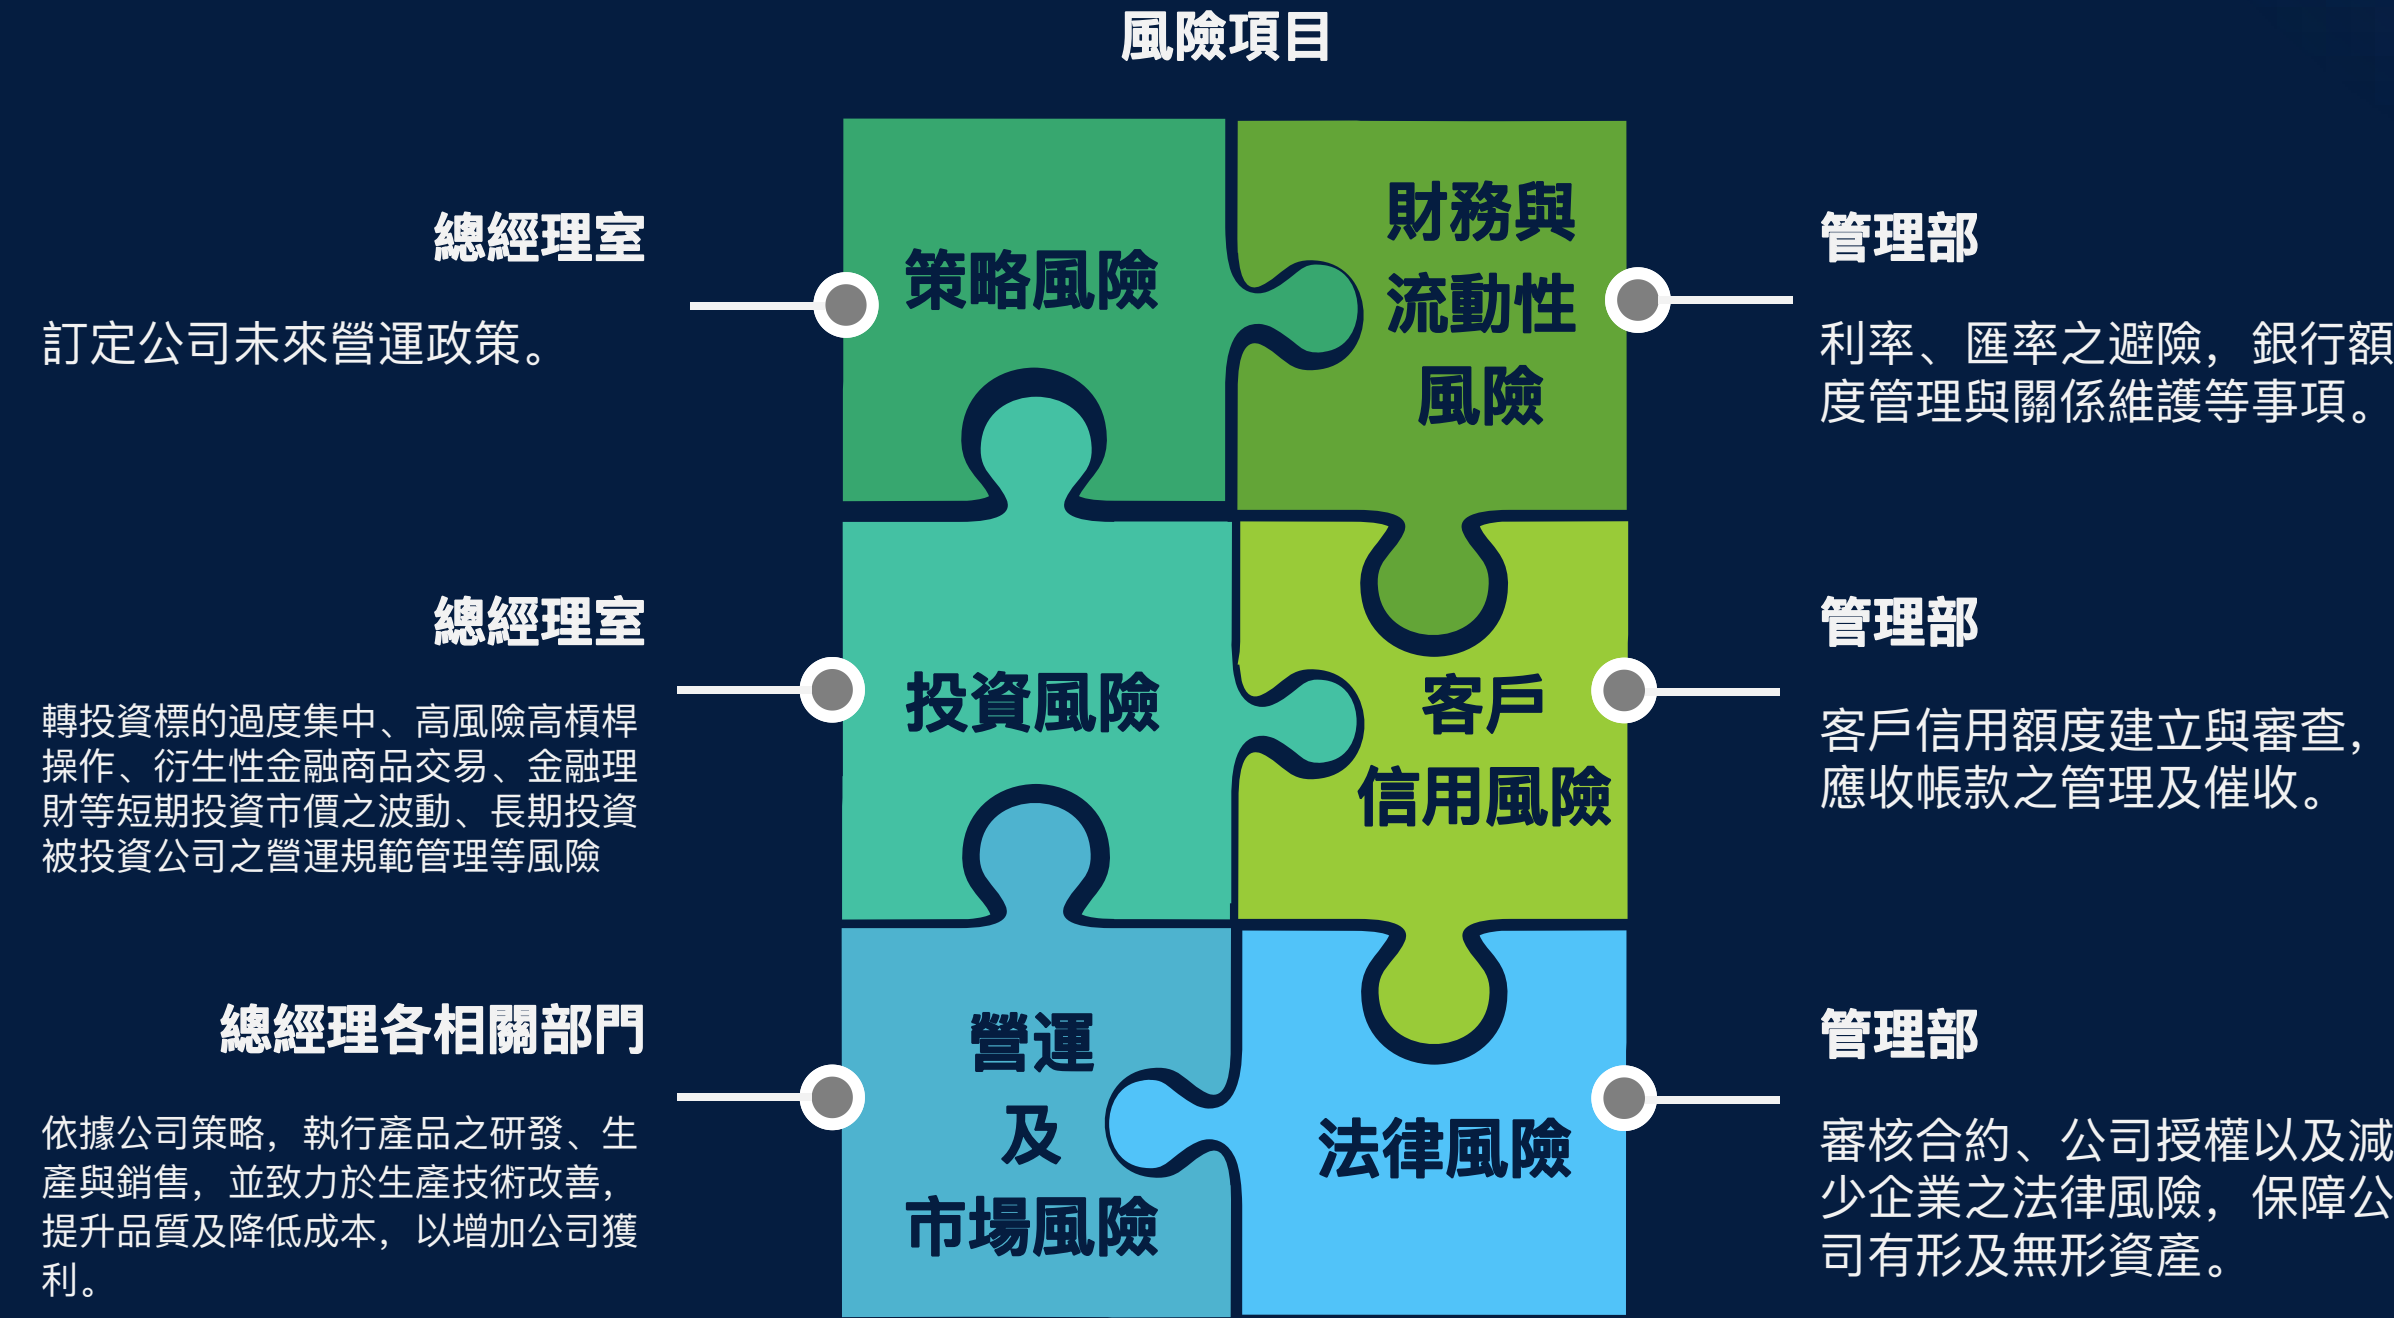 風險項目
總經理室
訂定公司未來營運政策。
策略風險
財務與
流動性
風險
管理部
利率、匯率之避險，銀行額
度管理與關係維護等事項。
總經理室
轉投資標的過度集中、高風險高槓桿
操作、衍生性金融商品交易、金融理
財等短期投資市價之波動、長期投資
被投資公司之營運規範管理等風險
投資風險
客戶
信用風險
管理部
客戶信用額度建立與審查，
應收帳款之管理及催收。
總經理各相關部門
依據公司策略，執行產品之研發、生
產與銷售，並致力於生產技術改善，
提升品質及降低成本，以增加公司獲
利。
營運
及
市場風險
法律風險
管理部
審核合約、公司授權以及減
少企業之法律風險，保障公
司有形及無形資產。